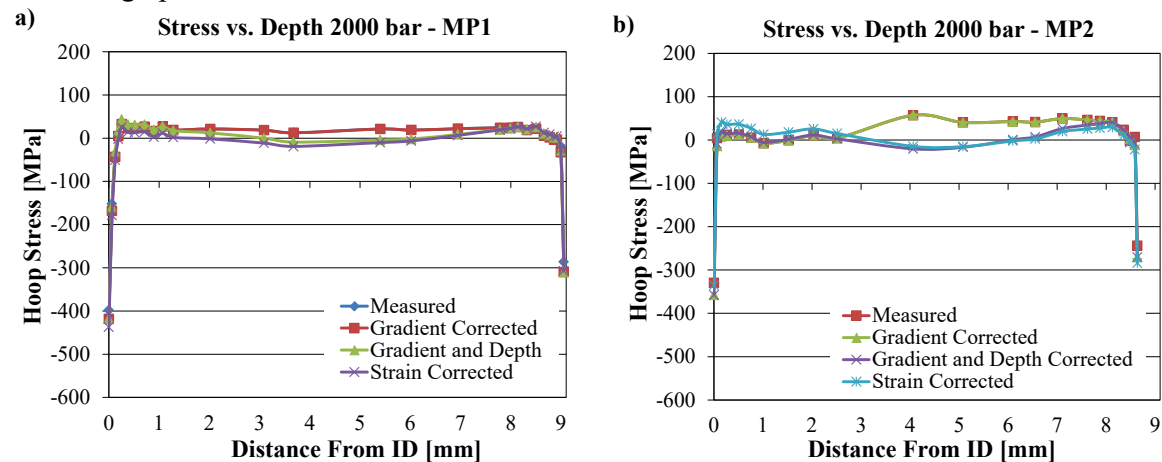 a)
Stress vs. Depth 2000 bar - MP1
200
100
0
-100
-200
-300
-400
-500
-600
Hoop Stress [MPa]
Measured
Gradient Corrected
Gradient and Depth
Strain Corrected
0 1 2 3 4 5 6 7 8 9
Distance From ID [mm]
b)
Stress vs. Depth 2000 bar - MP2
200
100
0
-100
-200
-300
-400
-500
-600
Hoop Stress [MPa]
Measured
Gradient Corrected
Gradient and Depth Corrected
Strain Corrected
0 1 2 3 4 5 6 7 8 9
Distance From ID [mm]